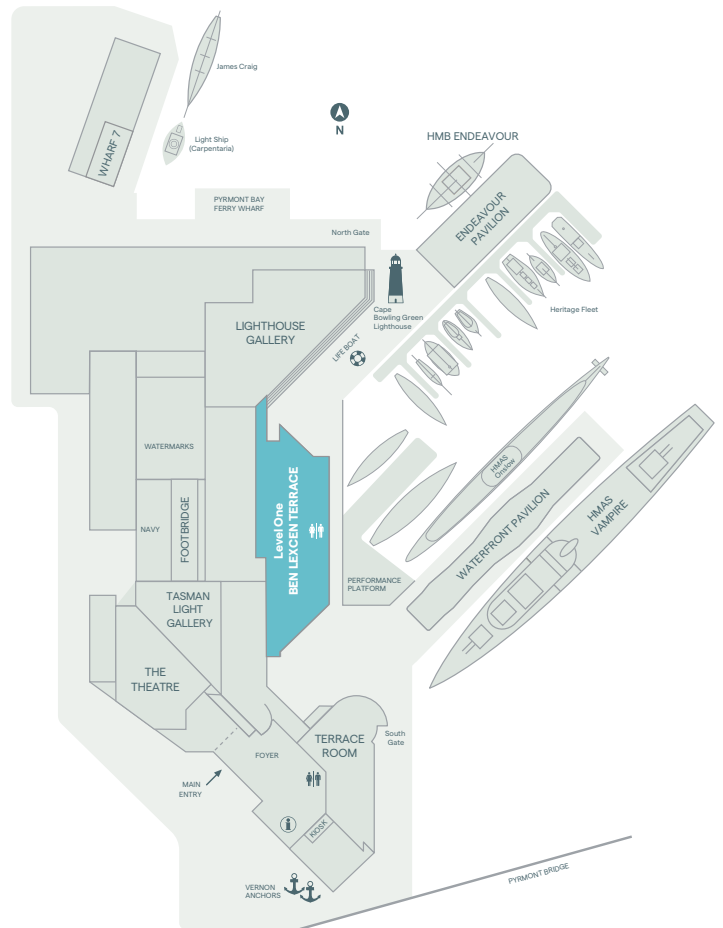 James Craig
Light Ship
(Carpentaria)
WHARF 7
N
HMB ENDEAVOUR
PYRMONT BAY
FERRY WHARF
ENDEAVOUR
PAVILION
North Gate
Cape
Bowling Green
Lighthouse
Heritage Fleet
LIGHTHOUSE
GALLERY
LIFE BOAT
WATERMARKS
HMAS
Onslow
Level One
BEN LEXCEN TERRACE
NAVY
FOOTBRIDGE
WATERFRONT PAVILION
HMAS
VAMPIRE
PERFORMANCE
PLATFORM
TASMAN
LIGHT
GALLERY
THE
THEATRE
TERRACE
ROOM
South
Gate
FOYER
MAIN
ENTRY
KIOSK
VERNON
ANCHORS
PYRMONT BRIDGE